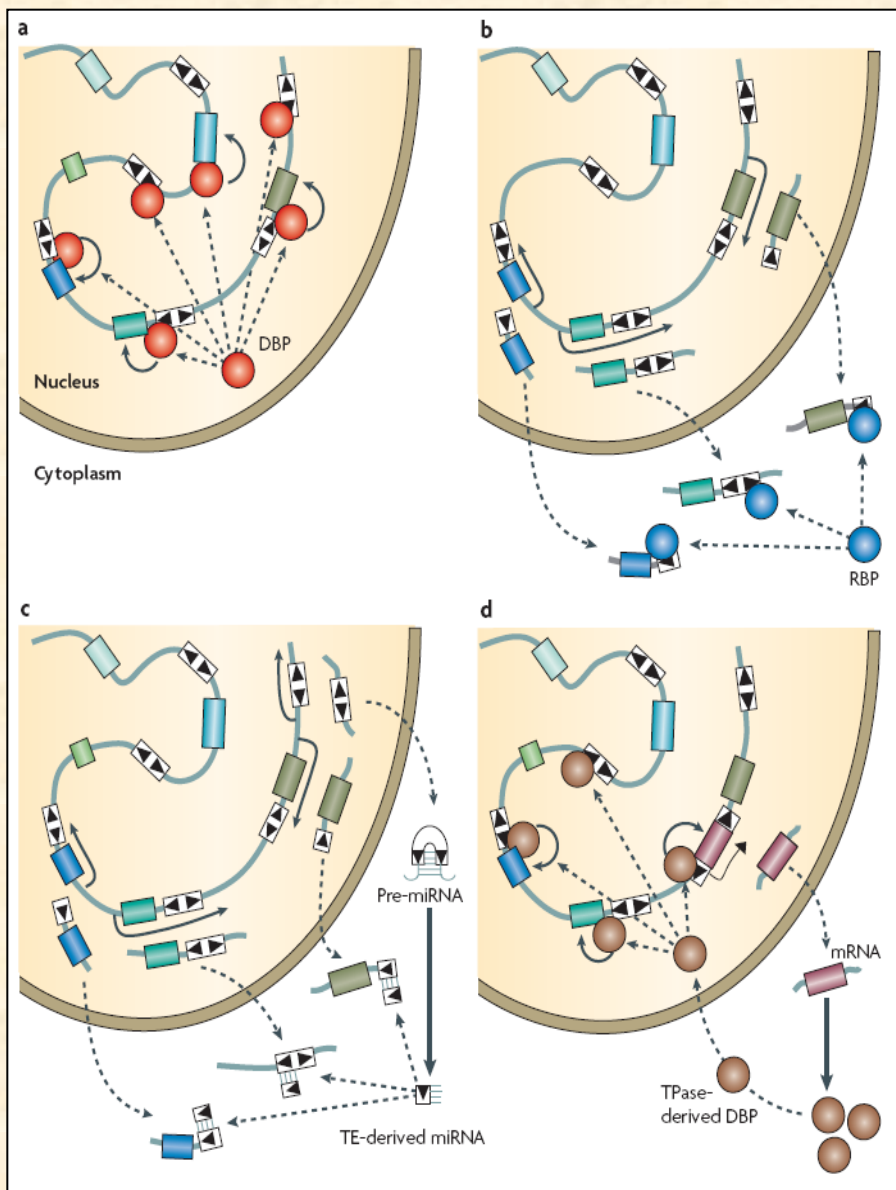 a
DBP
Nucleus
Cytoplasm
b
RBP
c
Pre-miRNA
TE-derived miRNA
d
mRNA
TPase-
derived DBP